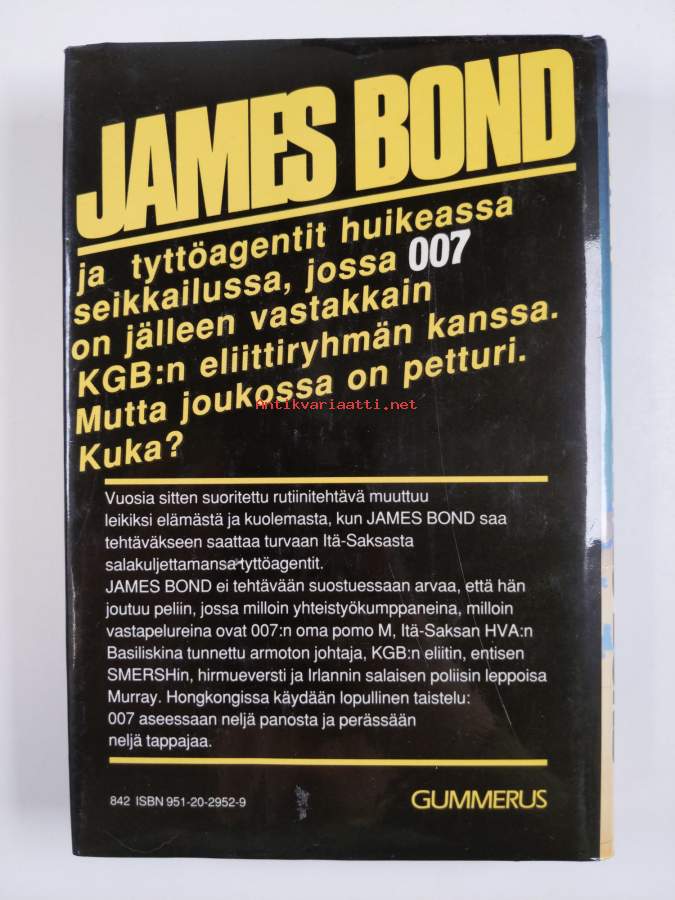 JAMES BOND
ja tyttöagentit huikeassa
seikkailussa, jossa 007
on jälleen vastakkain
KGB:n eliittiryhmän kanssa.
Mutta joukossa on petturi.
Antikvariaatti.net
Kuka?
Vuosia sitten suoritettu rutiinitehtävä muuttuu
leikiksi elämästä ja kuolemasta, kun JAMES BOND saa
tehtäväkseen saattaa turvaan Itä-Saksasta
salakuljettamansa tyttöagentit.
JAMES BOND ei tehtävään suostuessaan arvaa, että hän
joutuu peliin, jossa milloin yhteistyökumppaneina, milloin
vastapelureina ovat 007:n oma pomo M, Itä-Saksan HVA:n
Basiliskina tunnettu armoton johtaja, KGB:n eliitin, entisen
SMERSHin, hirmueversti ja Irlannin salaisen poliisin leppoisa
Murray. Hongkongissa käydään lopullinen taistelu:
007 aseessaan neljä panosta ja perässään
neljä tappajaa.
842 ISBN 951-20-2952-9
GUMMERUS